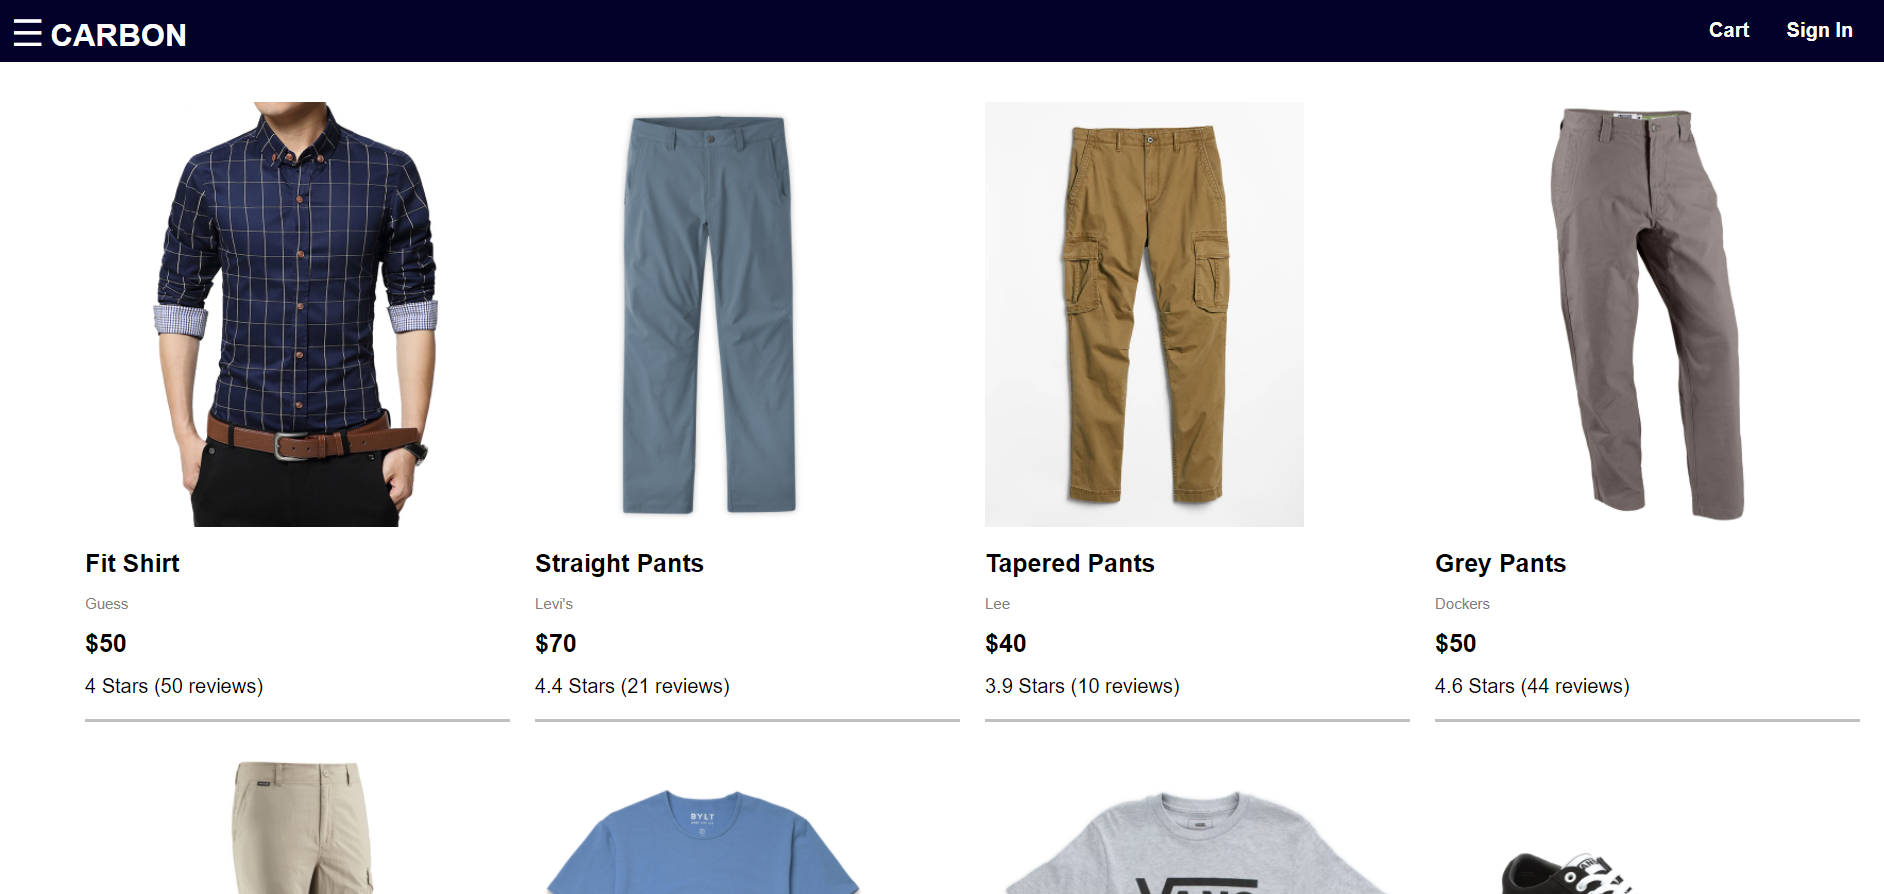 ☰ CARBON
Cart
Sign In
Fit Shirt
Guess
$50
4 Stars (50 reviews)
Straight Pants
Levi's
$70
4.4 Stars (21 reviews)
Tapered Pants
Lee
$40
3.9 Stars (10 reviews)
Grey Pants
Dockers
$50
4.6 Stars (44 reviews)
BYLT
VANS
VANS